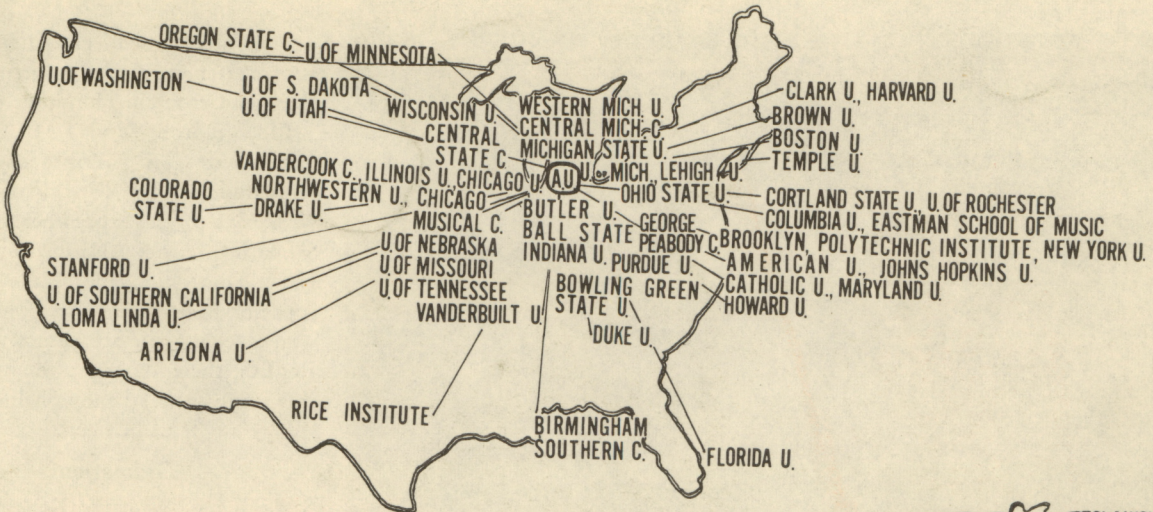 OREGON STATE C.
U. OF MINNESOTA
U. OF WASHINGTON
U. OF S. DAKOTA
U. OF UTAH
WISCONSIN U.
CENTRAL
STATE C.
WESTERN MICH. U.
CENTRAL MICH. C
MICHIGAN STATE U.
U. OF MICH., LEHIGH U.
A.U.
OHIO STATE U.
CLARK U., HARVARD U.
BROWN U.
BOSTON U.
TEMPLE U.
CORTLAND STATE U., U. OF ROCHESTER
COLUMBIA U., EASTMAN SCHOOL OF MUSIC
BROOKLYN, POLYTECHNIC INSTITUTE, NEW YORK U.
AMERICAN U., JOHNS HOPKINS U.
CATHOLIC U., MARYLAND U.
HOWARD U.
VANDERCOOK C., ILLINOIS U., CHICAGO U.
NORTHWESTERN U., CHICAGO
MUSICAL C.
COLORADO
STATE U.
DRAKE U.
BUTLER U.
BALL STATE
INDIANA U.
GEORGE
PEABODY C.
PURDUE U.
BOWLING GREEN
STATE U.
DUKE U.
U. OF NEBRASKA
U. OF MISSOURI
U. OF TENNESSEE
VANDERBUILT U.
STANFORD U.
U. OF SOUTHERN CALIFORNIA
LOMA LINDA U.
ARIZONA U.
RICE INSTITUTE
BIRMINGHAM
SOUTHERN C.
FLORIDA U.